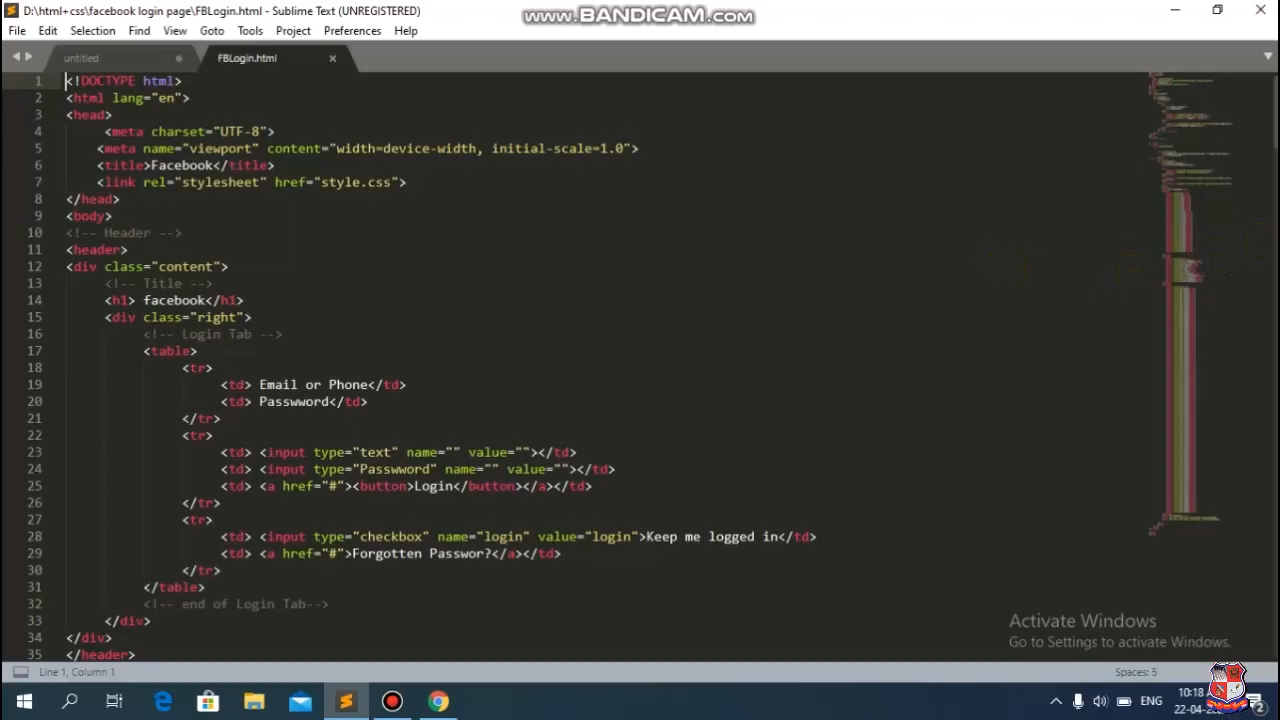 D:\html+css\facebook login page\FBLogin.html - Sublime Text (UNREGISTERED)
www.BANDICAM.com
File Edit Selection Find View Goto Tools Project Preferences Help
untitled FBLogin.html
1 <!DOCTYPE html>
2 <html lang="en">
3 <head>
4 <meta charset="UTF-8">
5 <meta name="viewport" content="width=device-width, initial-scale=1.0">
6 <title>Facebook</title>
7 <link rel="stylesheet" href="style.css">
8 </head>
9 <body>
10 <!-- Header -->
11 <header>
12 <div class="content">
13 <!-- Title -->
14 <h1> facebook</h1>
15 <div class="right">
16 <!-- Login Tab -->
17 <table>
18 <tr>
19 <td> Email or Phone</td>
20 <td> Passwword</td>
21 </tr>
22 <tr>
23 <td> <input type="text" name="" value=""></td>
24 <td> <input type="Passwword" name="" value=""></td>
25 <td> <a href="#"><button>Login</button></a></td>
26 </tr>
27 <tr>
28 <td> <input type="checkbox" name="login" value="login">Keep me logged in</td>
29 <td> <a href="#">Forgotten Passwor?</a></td>
30 </tr>
31 </table>
32 <!-- end of Login Tab-->
33 </div>
34 </div>
35 </header>
Activate Windows
Go to Settings to activate Windows.
Line 1, Column 1
Spaces: 5
ENG
10:18
22-04-
2